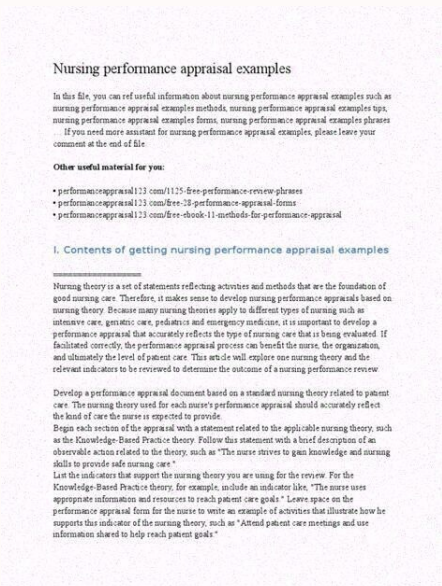 Nursing performance appraisal examples
In this file, you can ref useful information about nursing performance appraisal examples such as
nursing performance appraisal examples methods, nursing performance appraisal examples tips,
nursing performance appraisal examples forms, nursing performance appraisal examples phrases
… If you need more assistant for nursing performance appraisal examples, please leave your
comment at the end of file.
Other useful material for you:
• performanceappraisal123.com/1125-free-performance-review-phrases
• performanceappraisal123.com/free-28-performance-appraisal-forms
• performanceappraisal123.com/free-ebook-11-methods-for-performance-appraisal
I. Contents of getting nursing performance appraisal examples
==================
Nursing theory is a set of statements reflecting activities and methods that are the foundation of
good nursing care. Therefore, it makes sense to develop nursing performance appraisals based on
nursing theory. Because many nursing theories apply to different types of nursing such as
intensive care, geriatric care, pediatrics and emergency medicine, it is important to develop a
performance appraisal that accurately reflects the type of nursing care that is being evaluated. If
facilitated correctly, the performance appraisal process can benefit the nurse, the organization,
and ultimately the level of patient care. This article will explore one nursing theory and the
relevant indicators to be reviewed to determine the outcome of a nursing performance review.
Develop a performance appraisal document based on a standard nursing theory related to patient
care. The nursing theory used for each nurse's performance appraisal should accurately reflect
the kind of care the nurse is expected to provide.
Begin each section of the appraisal with a statement related to the applicable nursing theory, such
as the Knowledge-Based Practice theory. Follow this statement with a brief description of an
observable action related to the theory, such as "The nurse strives to gain knowledge and nursing
skills to provide safe nursing care."
List the indicators that support the nursing theory you are using for the review. For the
Knowledge-Based Practice theory, for example, include an indicator like, "The nurse uses
appropriate information and resources to reach patient care goals." Leave space on the
performance appraisal form for the nurse to write an example of activities that illustrate how he
supports this indicator of the nursing theory, such as "Attend patient care meetings and use
information shared to help reach patient goals."